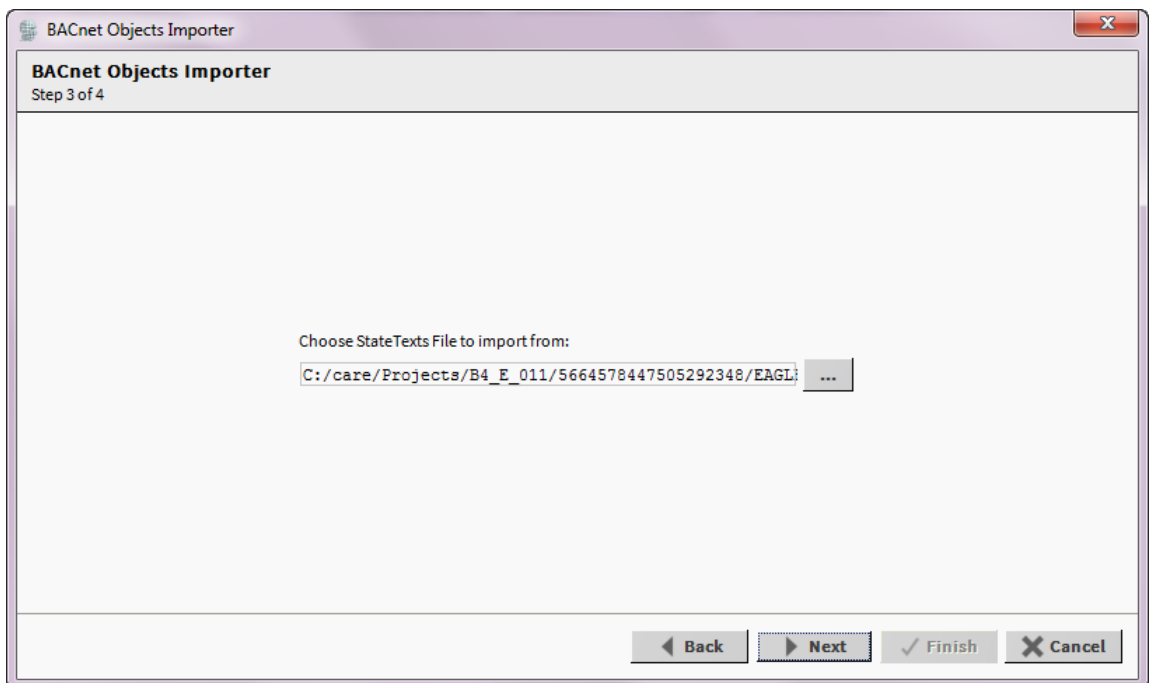 BACnet Objects Importer
BACnet Objects Importer
Step 3 of 4
Choose StateTexts File to import from:
C:/care/Projects/B4_E_011/5664578447505292348/EAGL
...
Back Next Finish Cancel